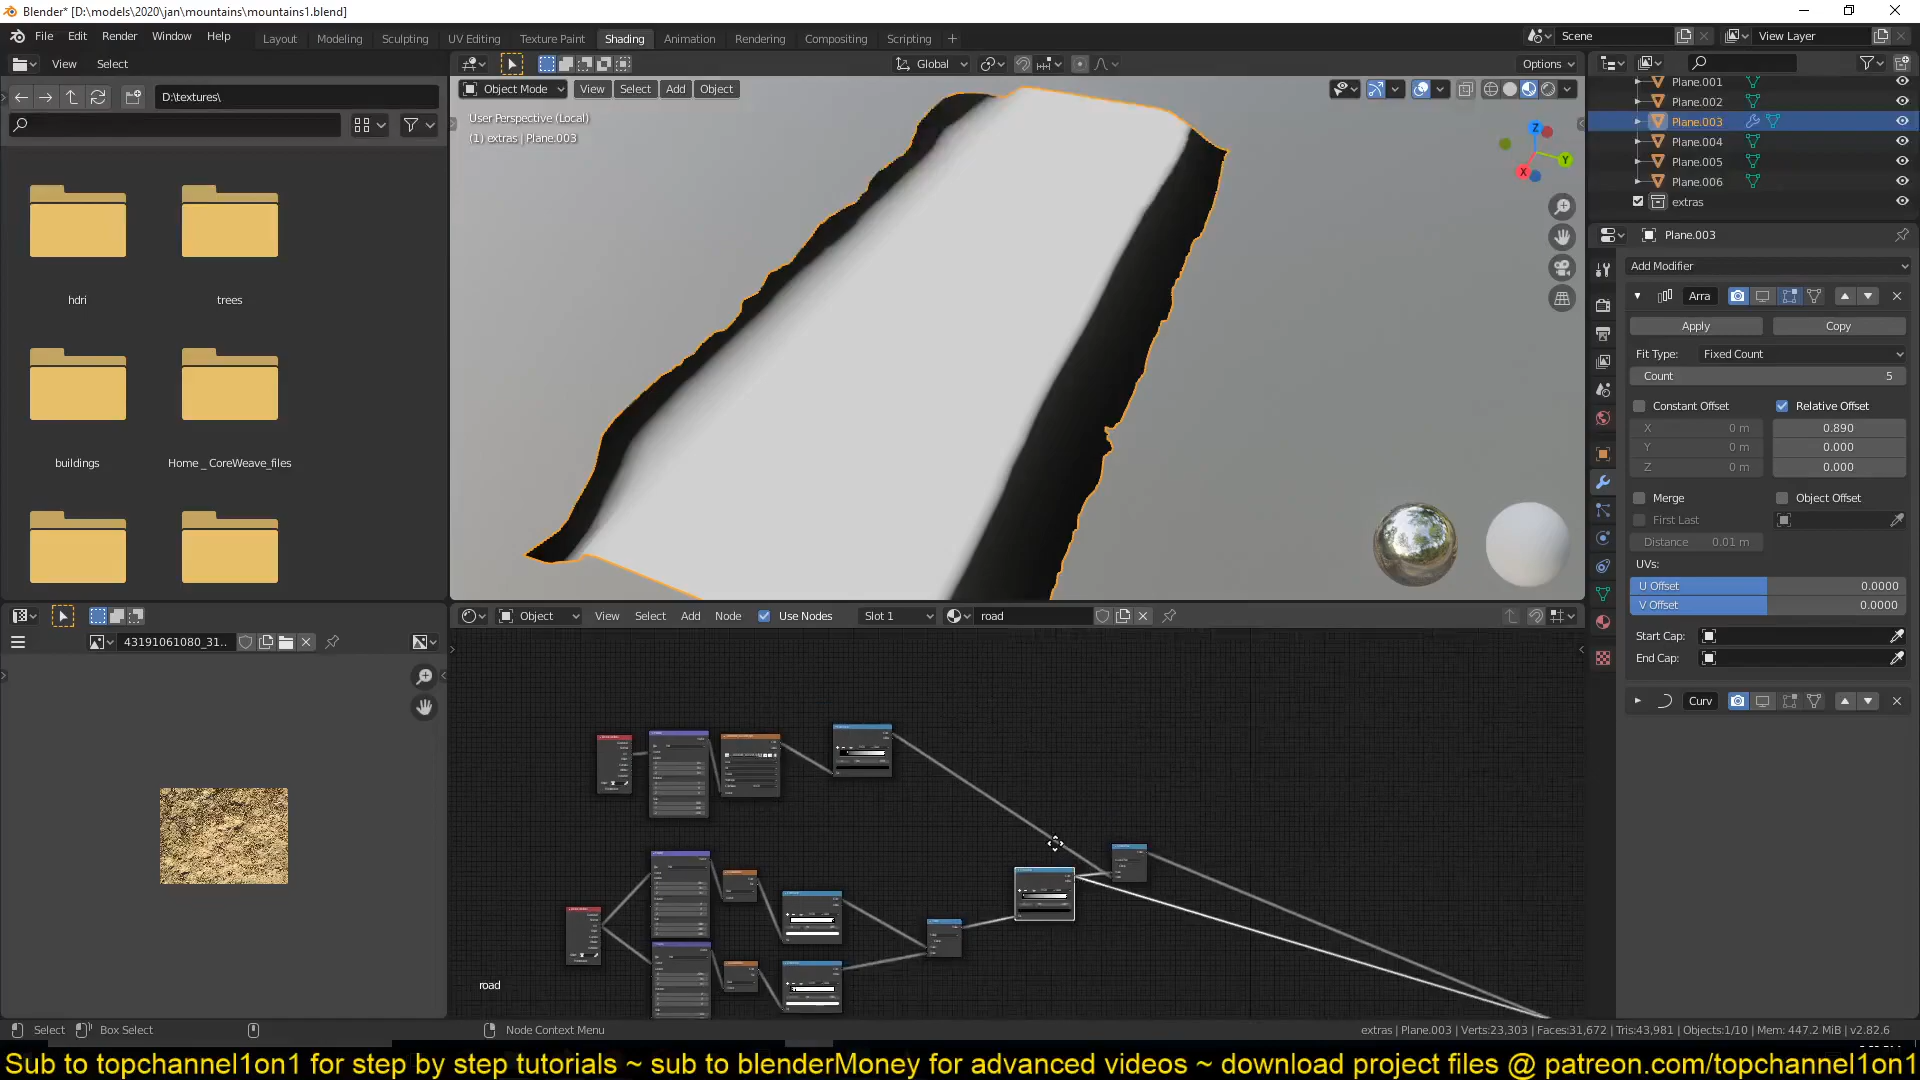 Blender* [D:\models\2020\jan\mountains\mountains1.blend]
File Edit Render Window Help
Layout Modeling Sculpting UV Editing Texture Paint Shading Animation Rendering Compositing Scripting
Scene
View Layer
View Select
Global
Options
D:\textures\
Object Mode View Select Add Object
User Perspective (Local)
(1) extras | Plane.003
Z
Y
X
hdri
trees
buildings
Home _ CoreWeave_files
Plane.001
Plane.002
Plane.003
Plane.004
Plane.005
Plane.006
extras
Plane.003
Add Modifier
Arra
Apply
Copy
Fit Type: Fixed Count
Count 5
Constant Offset
Relative Offset
X 0 m 0.890
Y 0 m 0.000
Z 0 m 0.000
Merge
Object Offset
First Last
Distance 0.01 m
UVs:
U Offset 0.0000
V Offset 0.0000
Start Cap:
End Cap:
Curv
43191061080_31..
Object View Select Add Node Use Nodes Slot 1 road
road
Select Box Select Node Context Menu
extras | Plane.003 | Verts:23,303 | Faces:31,672 | Tris:43,981 | Objects:1/10 | Mem: 447.2 MiB | v2.82.6
Sub to topchannel1on1 for step by step tutorials ~ sub to blenderMoney for advanced videos ~ download project files @ patreon.com/topchannel1on1